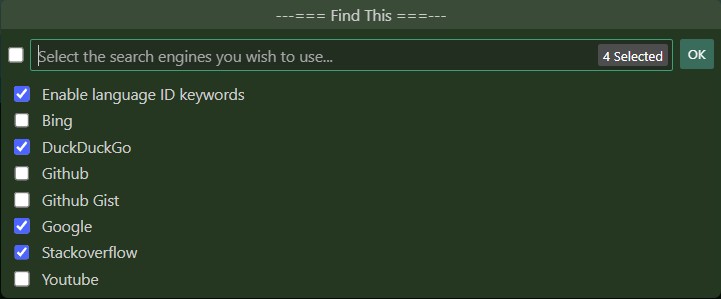 ---=== Find This ===---
Select the search engines you wish to use...
4 Selected
OK
Enable language ID keywords
Bing
DuckDuckGo
Github
Github Gist
Google
Stackoverflow
Youtube